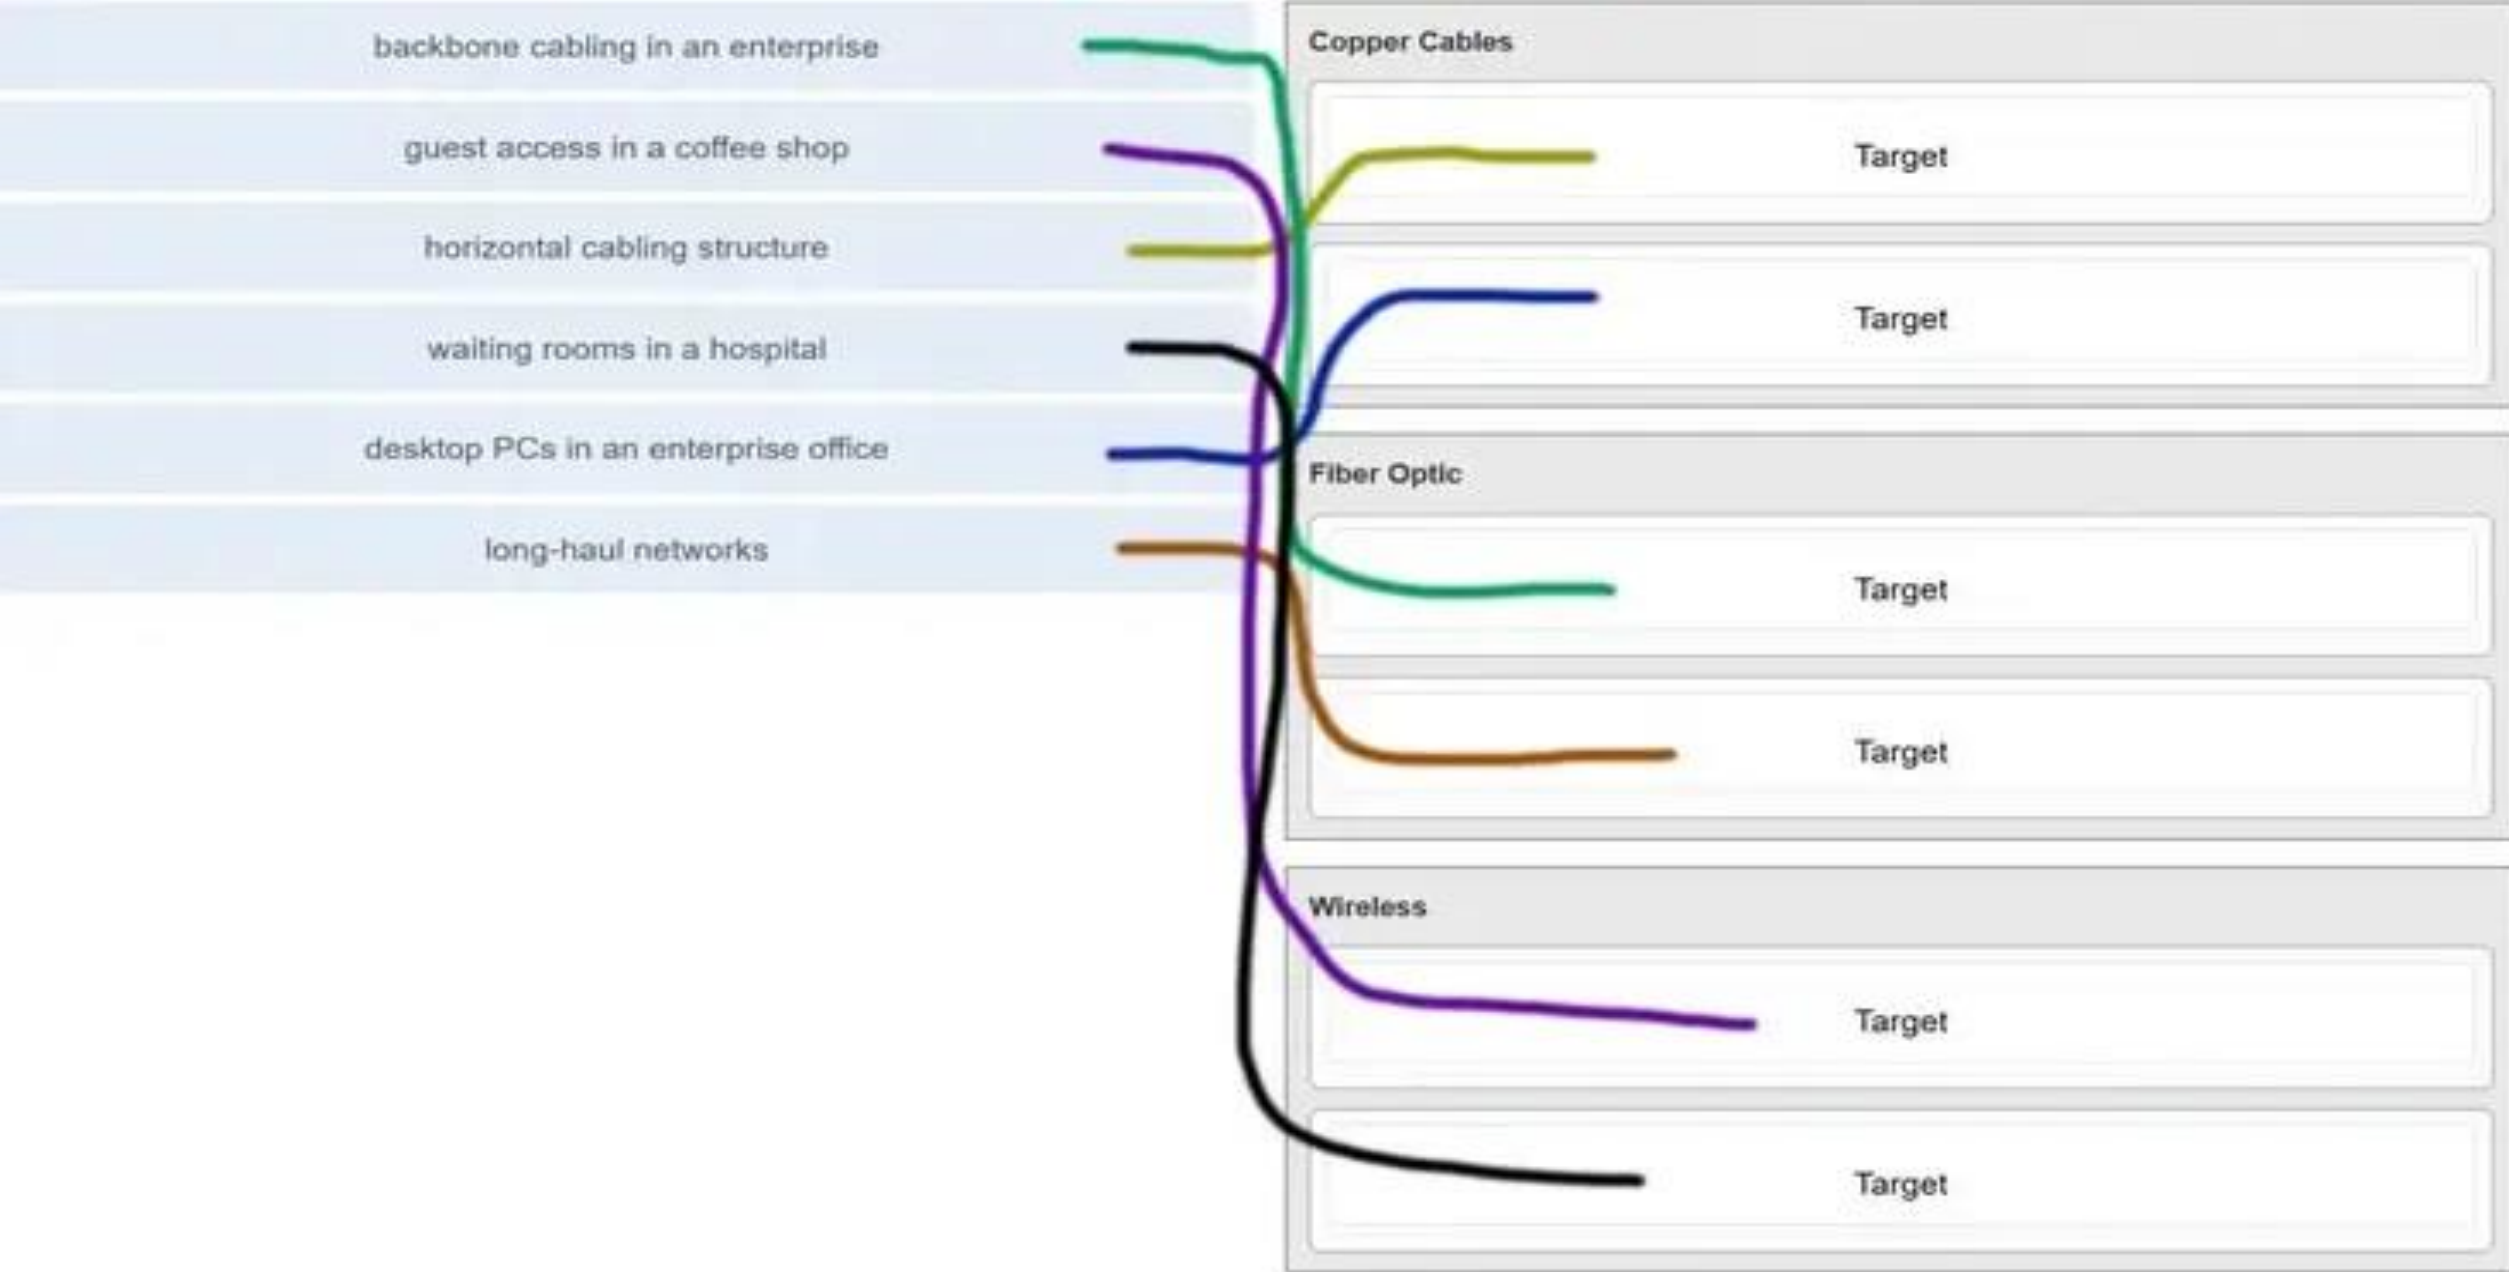 backbone cabling in an enterprise
guest access in a coffee shop
horizontal cabling structure
waiting rooms in a hospital
desktop PCs in an enterprise office
long-haul networks
Copper Cables
Target
Target
Fiber Optic
Target
Target
Wireless
Target
Target